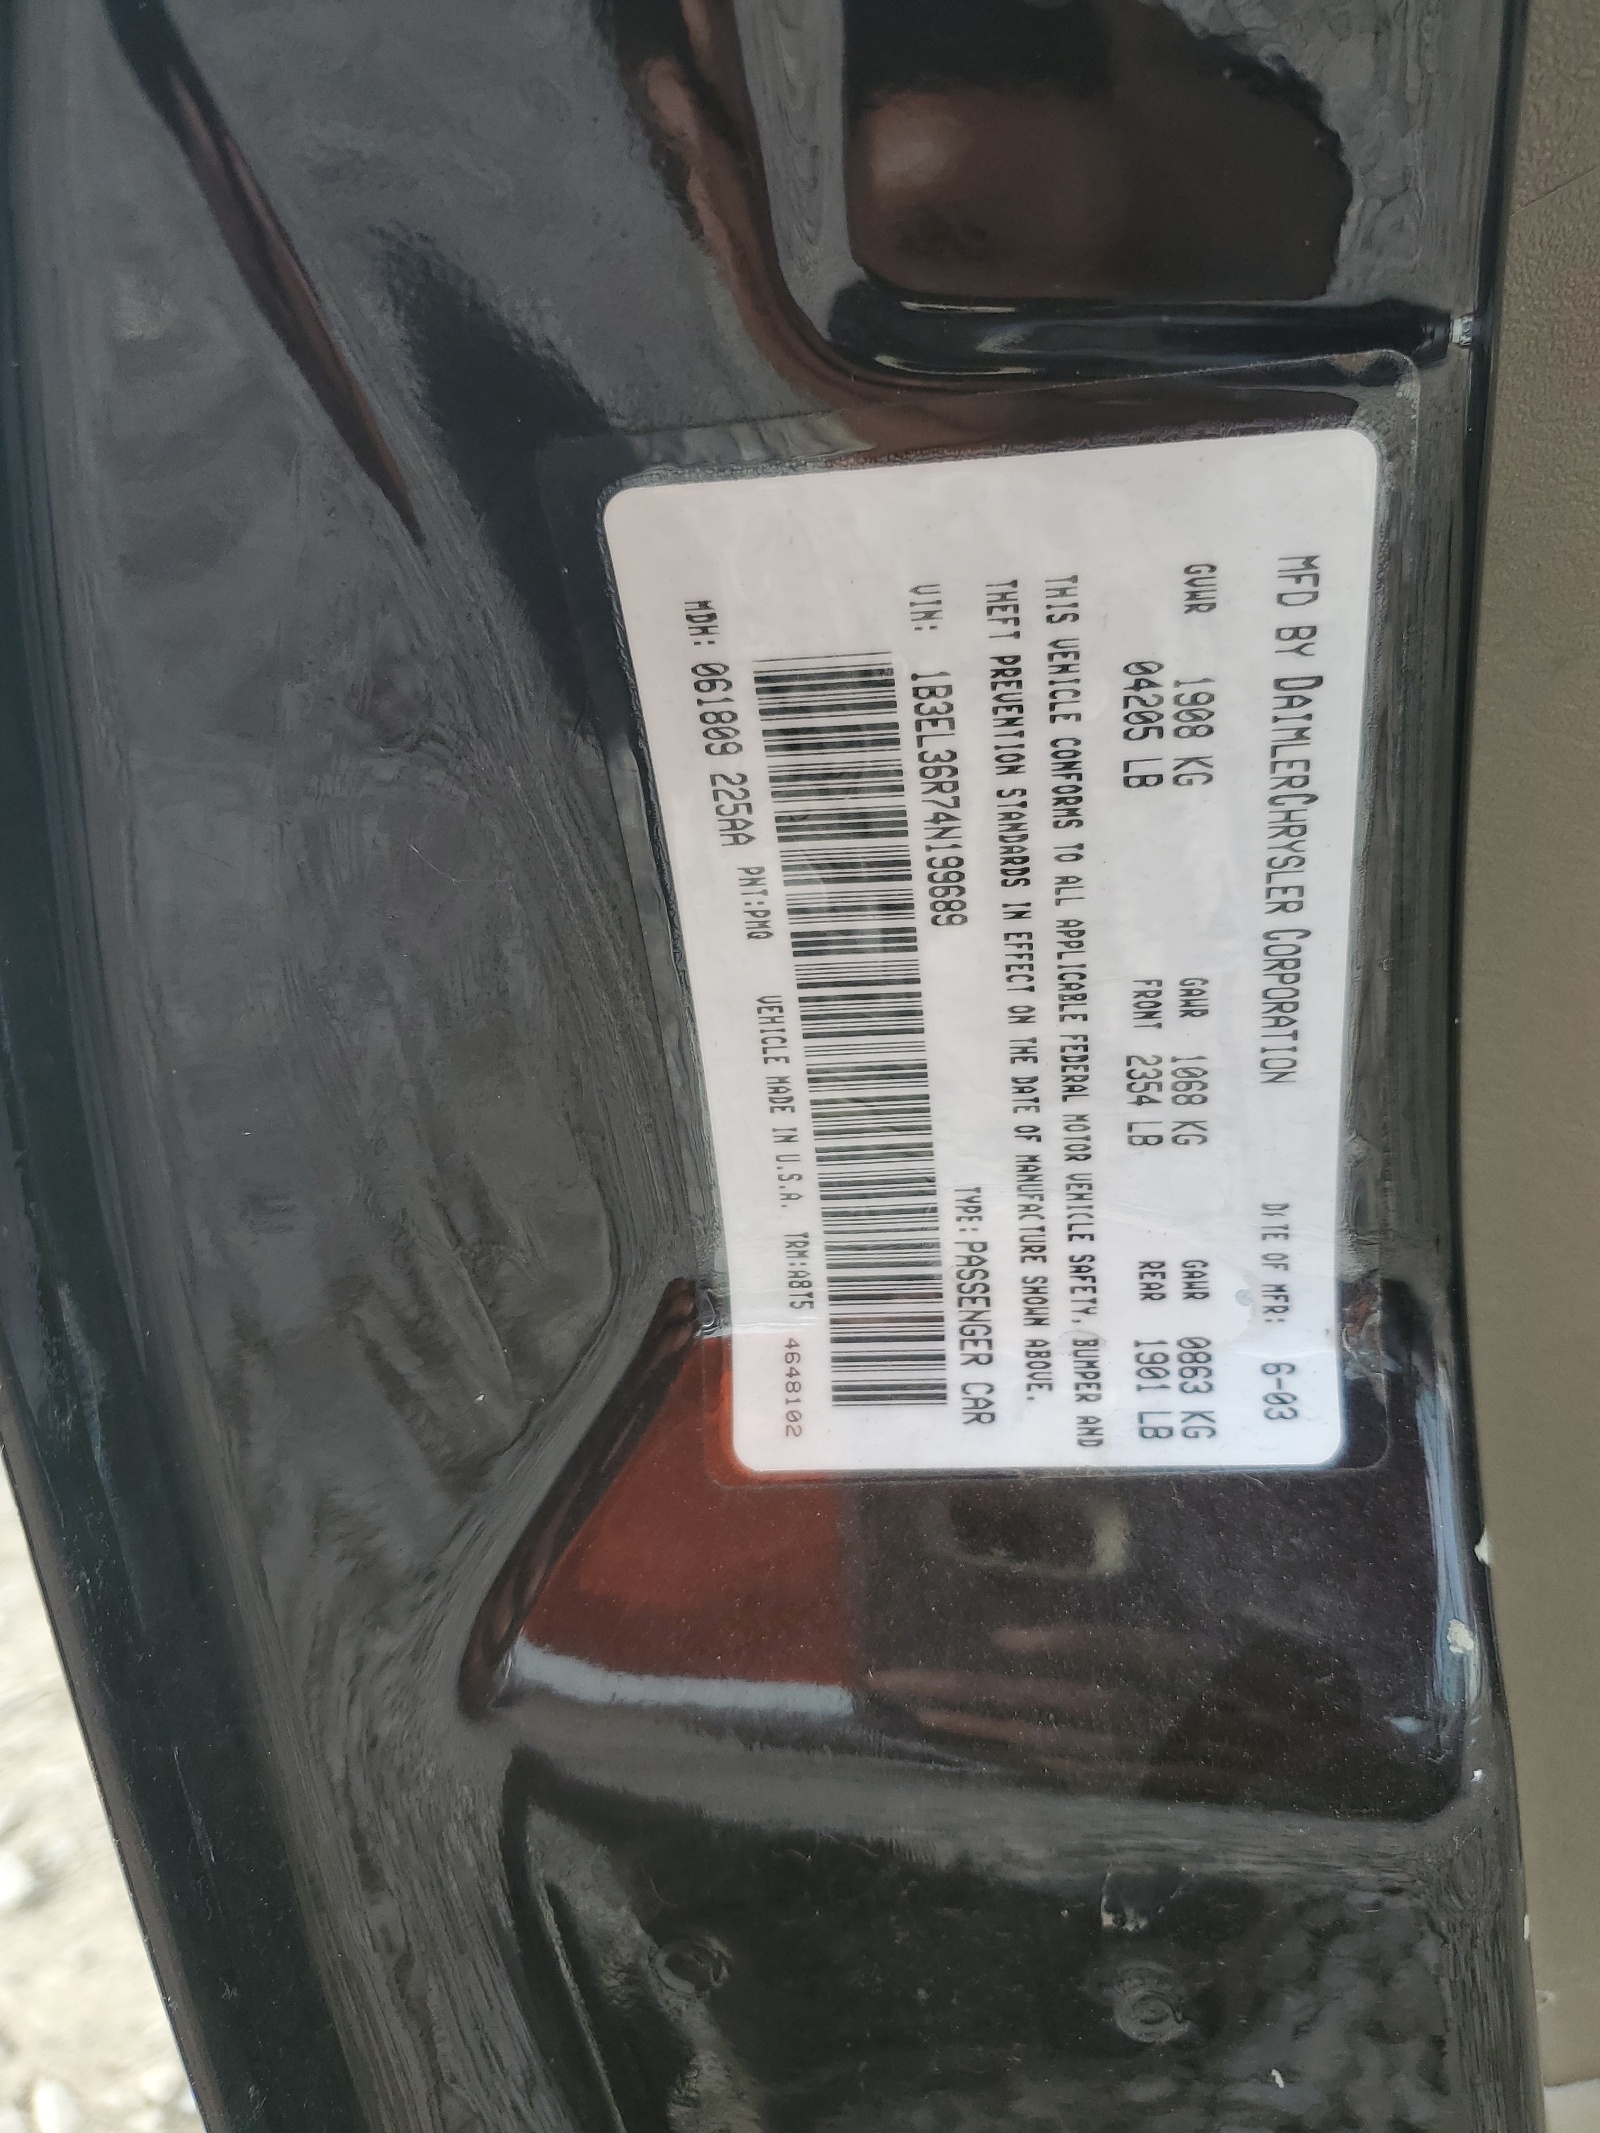 MFD BY DAIMLERCHRYSLER CORPORATION DATE OF MFR: 6-03
GVWR 1908 KG GAWR 1068 KG GAWR 0863 KG
04205 LB FRONT 2354 LB REAR 1901 LB
THIS VEHICLE CONFORMS TO ALL APPLICABLE FEDERAL MOTOR VEHICLE SAFETY, BUMPER AND
THEFT PREVENTION STANDARDS IN EFFECT ON THE DATE OF MANUFACTURE SHOWN ABOVE.
VIN: 1B3EL36R74N199689 TYPE: PASSENGER CAR
MDH: 061809 225AA PNT:PMQ VEHICLE MADE IN U.S.A. TRM:A8T5 4648102